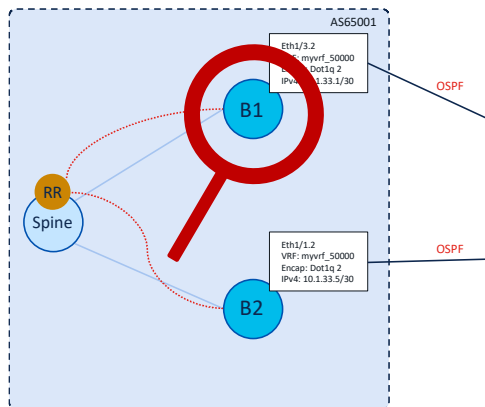 AS65001
Eth1/3.2
myvrf_50000
Dot1q 2
IPv4: .1.33.1/30
OSPF
B1
RR
Spine
Eth1/1.2
VRF: myvrf_50000
Encap: Dot1q 2
IPv4: 10.1.33.5/30
OSPF
B2